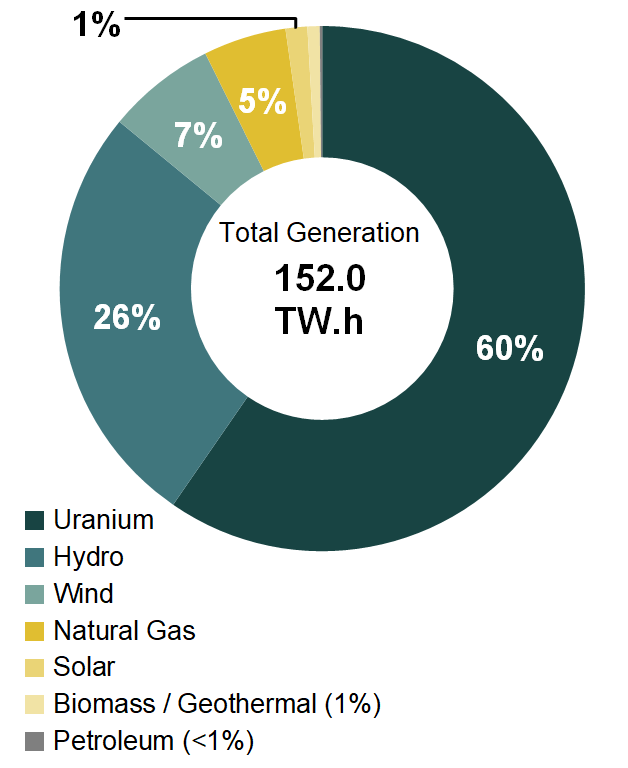 1%
5%
7%
Total Generation
152.0
TW.h
26%
60%
Uranium
Hydro
Wind
Natural Gas
Solar
Biomass / Geothermal (1%)
Petroleum (<1%)